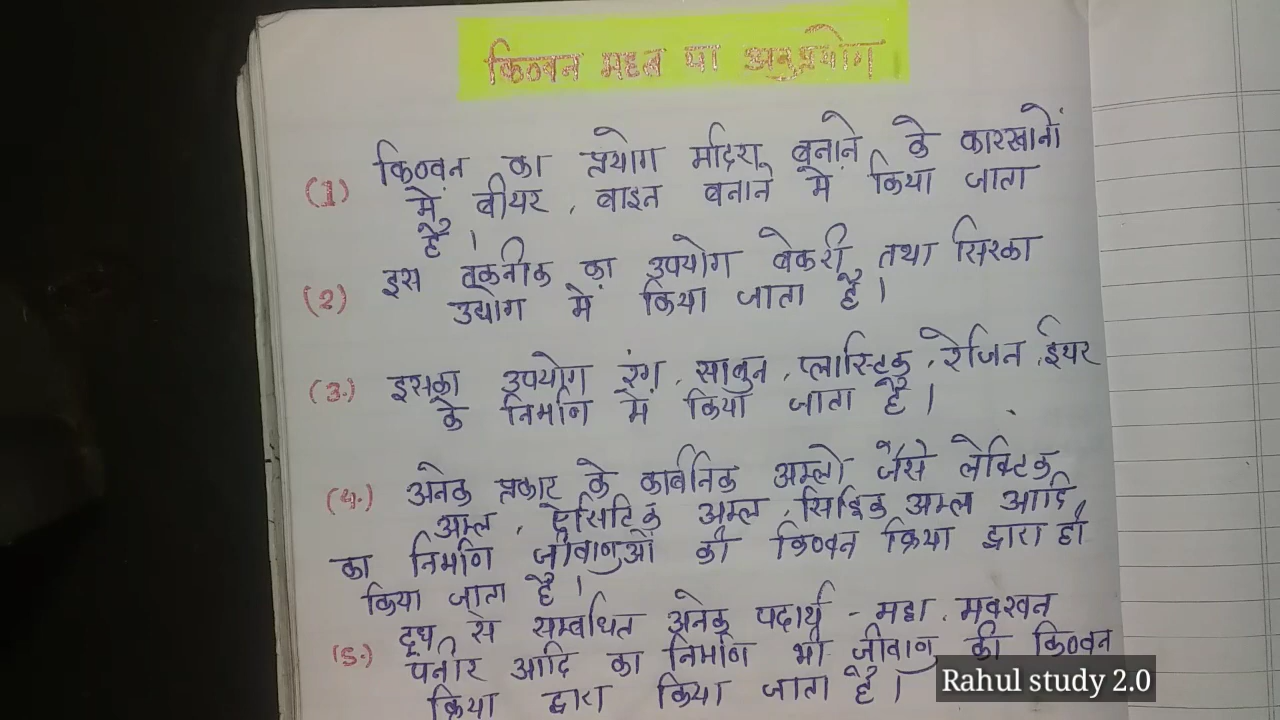 किण्वन महत्व या अनुप्रयोग
(1) किण्वन का प्रयोग मदिरा बनाने के कारखानों
में बीयर, वाइन बनाने में किया जाता
है।
(2) इस तकनीक का उपयोग बेकरी तथा सिरका
उद्योग में किया जाता है।
(3.) इसका उपयोग रंग, साबुन, प्लास्टिक, रेजिन, ईथर
के निर्माण में किया जाता है।
(4.) अनेक प्रकार के कार्बनिक अम्लो जैसे लेक्टिक
अम्ल, ऐसिटिक अम्ल, सिट्रिक अम्ल आदि
का निर्माण जीवाणुओं की किण्वन क्रिया द्वारा ही
किया जाता है।
(5.) दूध से सम्बंधित अनेक पदार्थ - मट्ठा, मक्खन
पनीर आदि का निर्माण भी जीवाणु की किण्वन
क्रिया द्वारा किया जाता है।
Rahul study 2.0